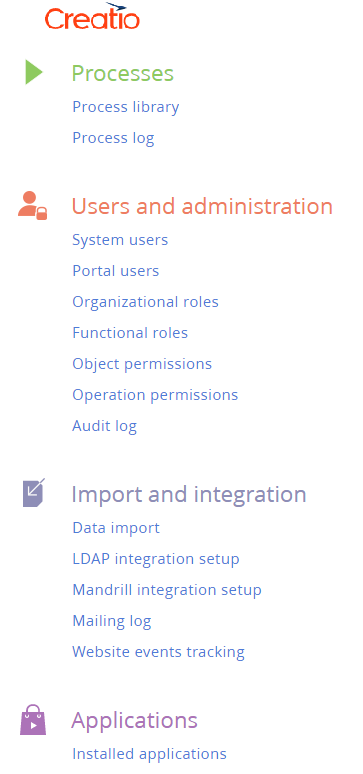 Creatio
Processes
Process library
Process log
Users and administration
System users
Portal users
Organizational roles
Functional roles
Object permissions
Operation permissions
Audit log
Import and integration
Data import
LDAP integration setup
Mandrill integration setup
Mailing log
Website events tracking
Applications
Installed applications